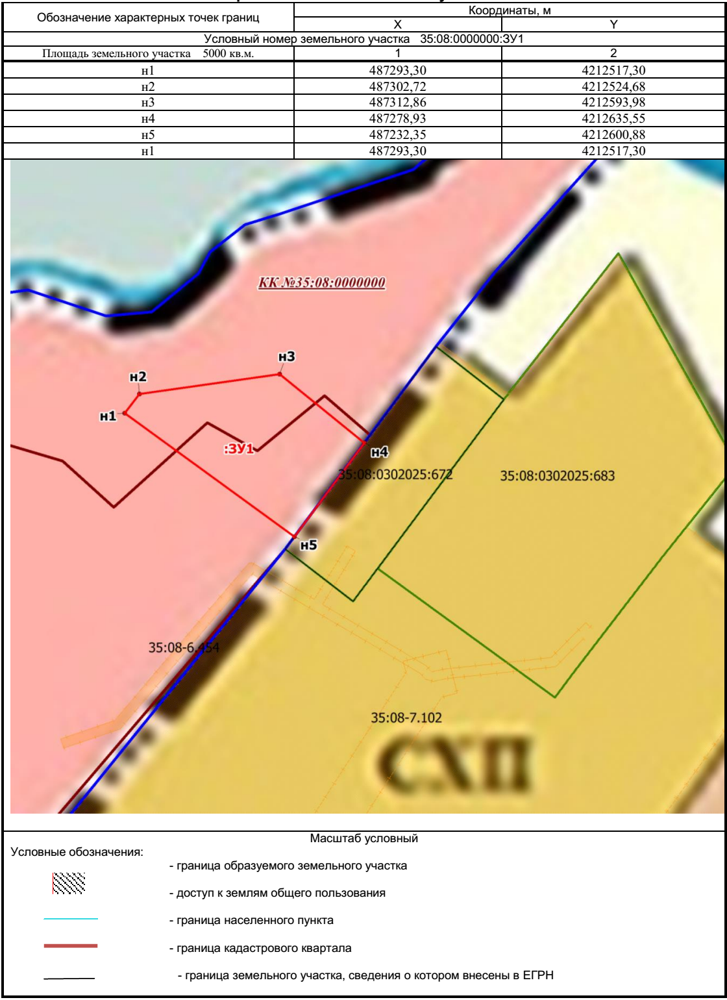 Обозначение характерных точек границ
Координаты, м
X Y
Условный номер земельного участка 35:08:0000000:ЗУ1
Площадь земельного участка 5000 кв.м. 1 2
н1 487293,30 4212517,30
н2 487302,72 4212524,68
н3 487312,86 4212593,98
н4 487278,93 4212635,55
н5 487232,35 4212600,88
н1 487293,30 4212517,30
КК №35:08:0000000
н3
н2
н1
:ЗУ1
н4
35:08:0302025:672
35:08:0302025:683
н5
35:08-6.454
35:08-7.102
СХП
Масштаб условный
Условные обозначения:
- граница образуемого земельного участка
- доступ к землям общего пользования
- граница населенного пункта
- граница кадастрового квартала
- граница земельного участка, сведения о котором внесены в ЕГРН